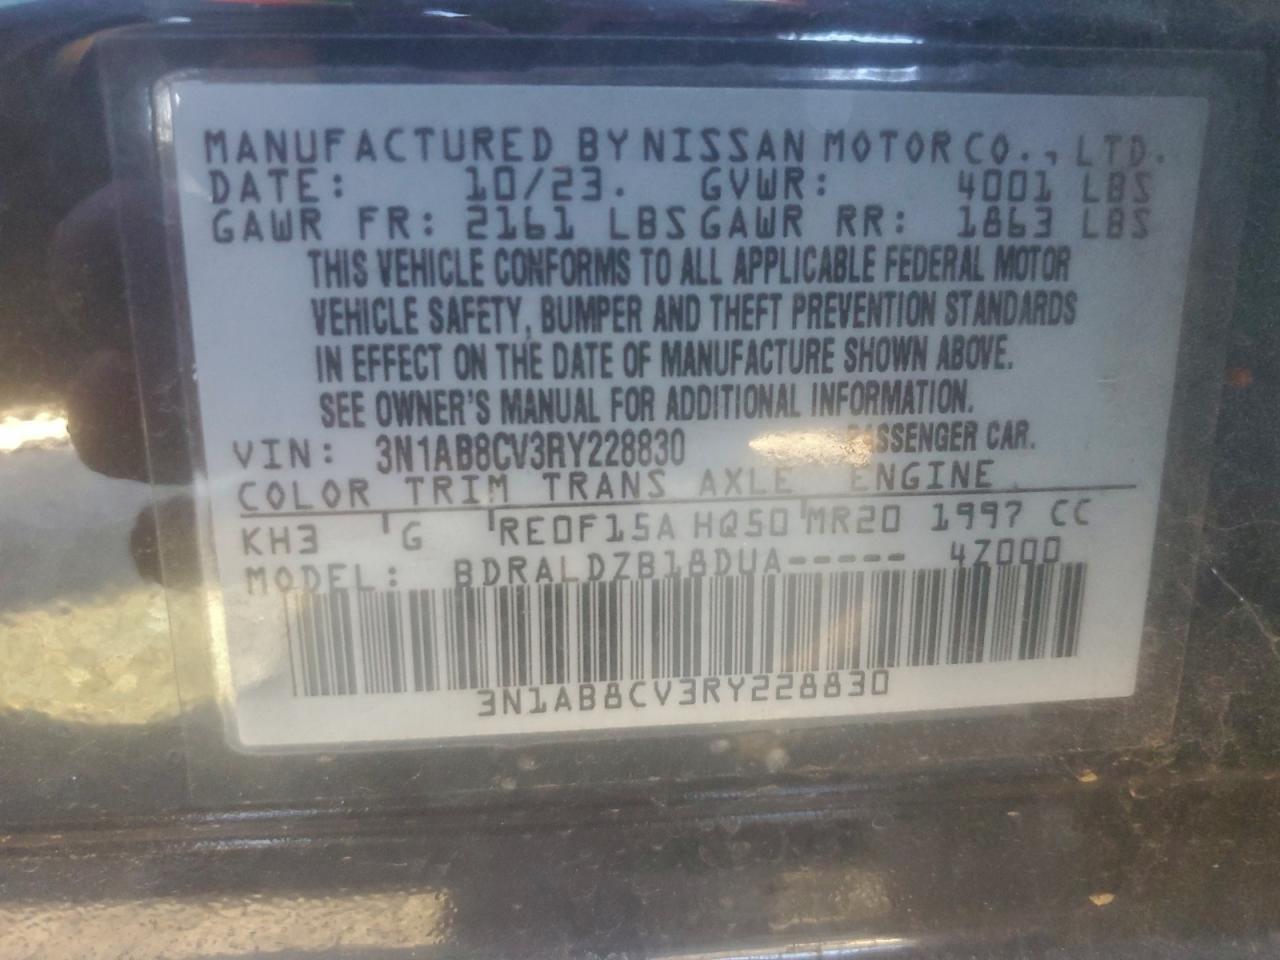 MANUFACTURED BY NISSAN MOTOR CO., LTD.
DATE: 10/23. GVWR: 4001 LBS
GAWR FR: 2161 LBS GAWR RR: 1863 LBS
THIS VEHICLE CONFORMS TO ALL APPLICABLE FEDERAL MOTOR
VEHICLE SAFETY, BUMPER AND THEFT PREVENTION STANDARDS
IN EFFECT ON THE DATE OF MANUFACTURE SHOWN ABOVE.
SEE OWNER'S MANUAL FOR ADDITIONAL INFORMATION.
VIN: 3N1AB8CV3RY228830 PASSENGER CAR.
COLOR TRIM TRANS AXLE ENGINE
KH3 G RE0F15A HQ50 MR20 1997 CC
MODEL: BDRALDZB18DUA----- 4Z000
3N1AB8CV3RY228830